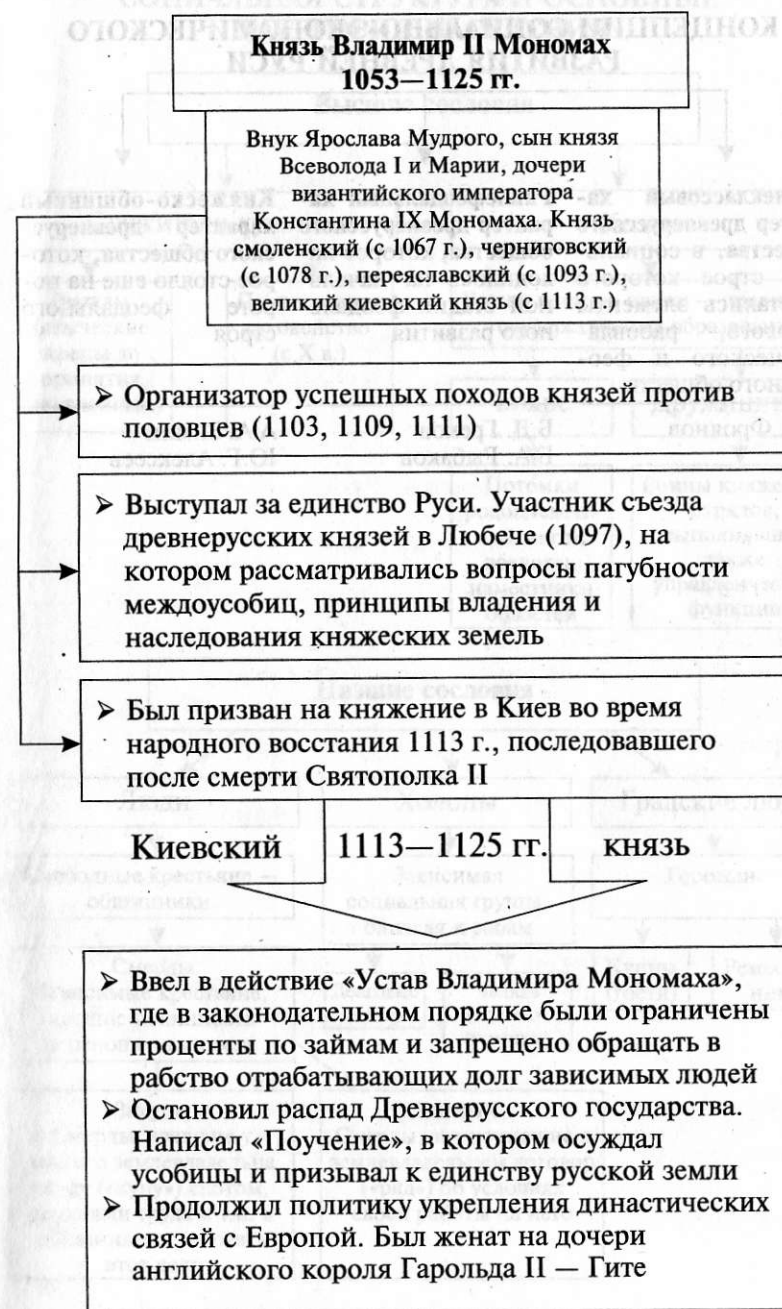 Князь Владимир II Мономах
1053—1125 гг.
Внук Ярослава Мудрого, сын князя
Всеволода I и Марии, дочери
византийского императора
Константина IX Мономаха. Князь
смоленский (с 1067 г.), черниговский
(с 1078 г.), переяславский (с 1093 г.),
великий киевский князь (с 1113 г.)
➢ Организатор успешных походов князей против
половцев (1103, 1109, 1111)
➢ Выступал за единство Руси. Участник съезда
древнерусских князей в Любече (1097), на
котором рассматривались вопросы пагубности
междоусобиц, принципы владения и
наследования княжеских земель
➢ Был призван на княжение в Киев во время
народного восстания 1113 г., последовавшего
после смерти Святополка II
Киевский 1113—1125 гг. князь
➢ Ввел в действие «Устав Владимира Мономаха»,
где в законодательном порядке были ограничены
проценты по займам и запрещено обращать в
рабство отрабатывающих долг зависимых людей
➢ Остановил распад Древнерусского государства.
Написал «Поучение», в котором осуждал
усобицы и призывал к единству русской земли
➢ Продолжил политику укрепления династических
связей с Европой. Был женат на дочери
английского короля Гарольда II — Гите